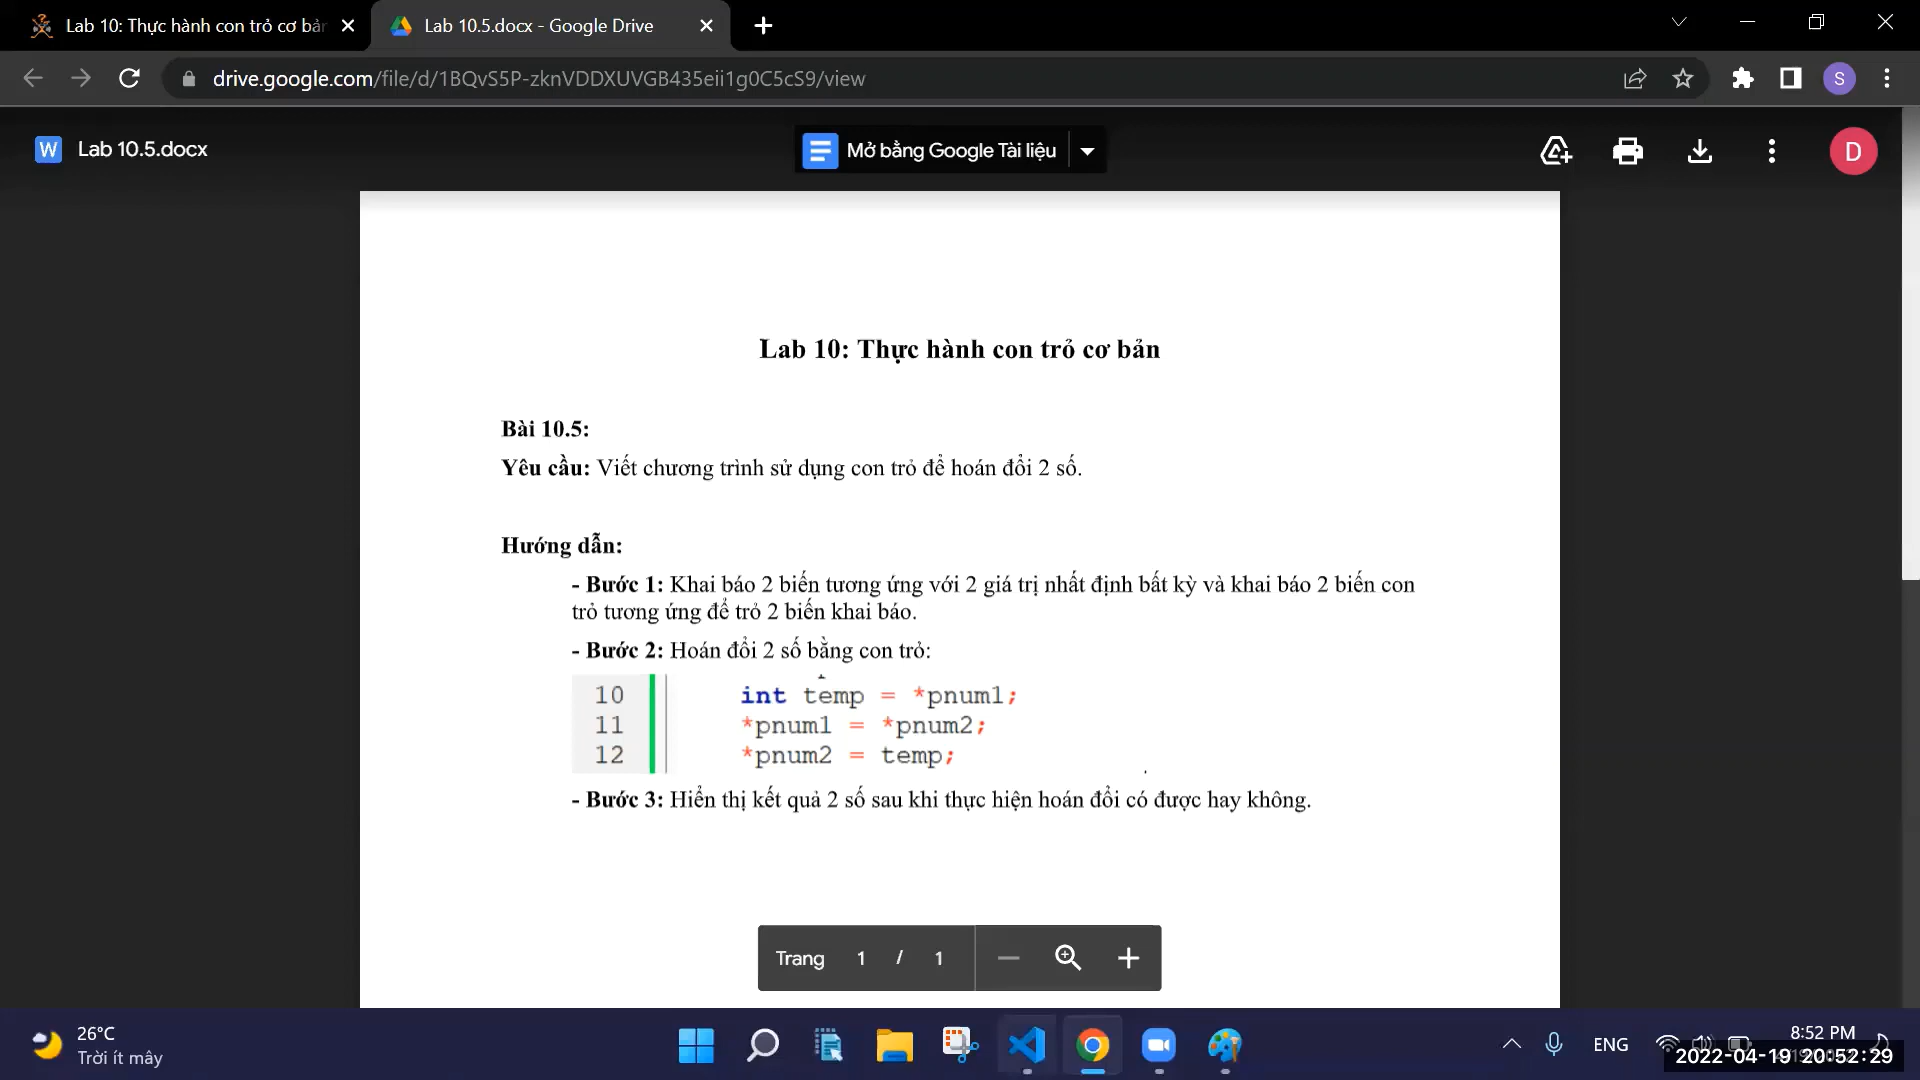 Lab 10: Thực hành con trỏ cơ bản
Lab 10.5.docx - Google Drive
drive.google.com/file/d/1BQvS5P-zknVDDXUVGB435eii1g0C5cS9/view
S
W Lab 10.5.docx
Mở bằng Google Tài liệu
D
Lab 10: Thực hành con trỏ cơ bản
Bài 10.5:
Yêu cầu: Viết chương trình sử dụng con trỏ để hoán đổi 2 số.
Hướng dẫn:
- Bước 1: Khai báo 2 biến tương ứng với 2 giá trị nhất định bất kỳ và khai báo 2 biến con
trỏ tương ứng để trỏ 2 biến khai báo.
- Bước 2: Hoán đổi 2 số bằng con trỏ:
10 int temp = *pnum1;
11 *pnum1 = *pnum2;
12 *pnum2 = temp;
- Bước 3: Hiển thị kết quả 2 số sau khi thực hiện hoán đổi có được hay không.
Trang 1 / 1
26°C
Trời ít mây
ENG
8:52 PM
2022-04-19 20:52:29